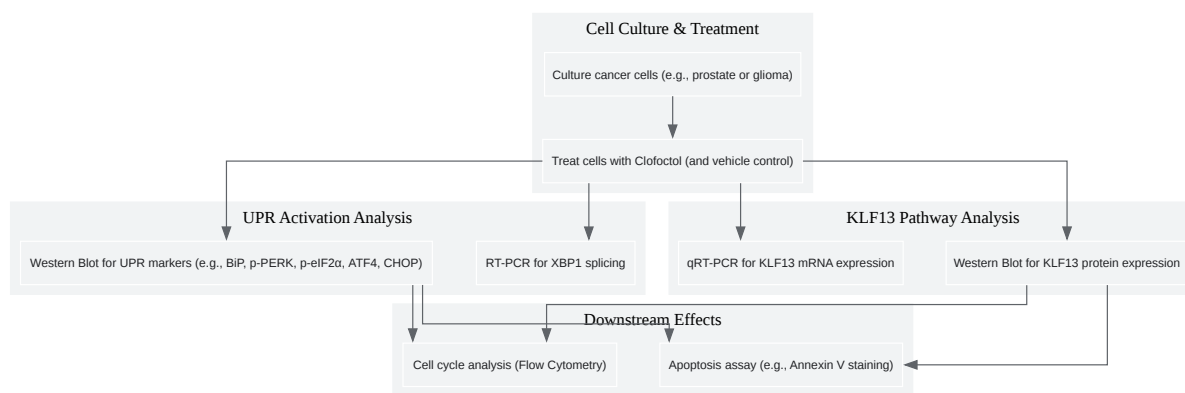 Cell Culture & Treatment
Culture cancer cells (e.g., prostate or glioma)
Treat cells with Clofoctol (and vehicle control)
UPR Activation Analysis
Western Blot for UPR markers (e.g., BiP, p-PERK, p-eIF2α, ATF4, CHOP)
RT-PCR for XBP1 splicing
KLF13 Pathway Analysis
qRT-PCR for KLF13 mRNA expression
Western Blot for KLF13 protein expression
Downstream Effects
Cell cycle analysis (Flow Cytometry)
Apoptosis assay (e.g., Annexin V staining)